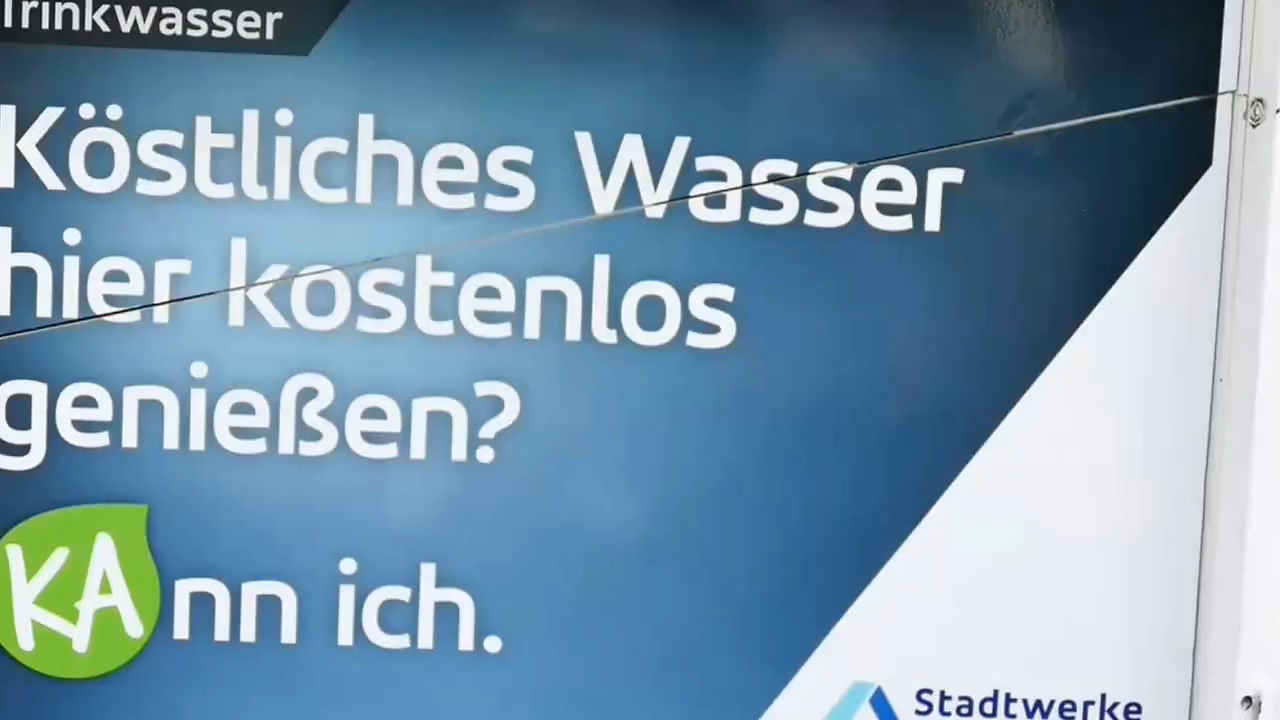 Trinkwasser
Köstliches Wasser
hier kostenlos
genießen?
KAnn ich.
Stadtwerke